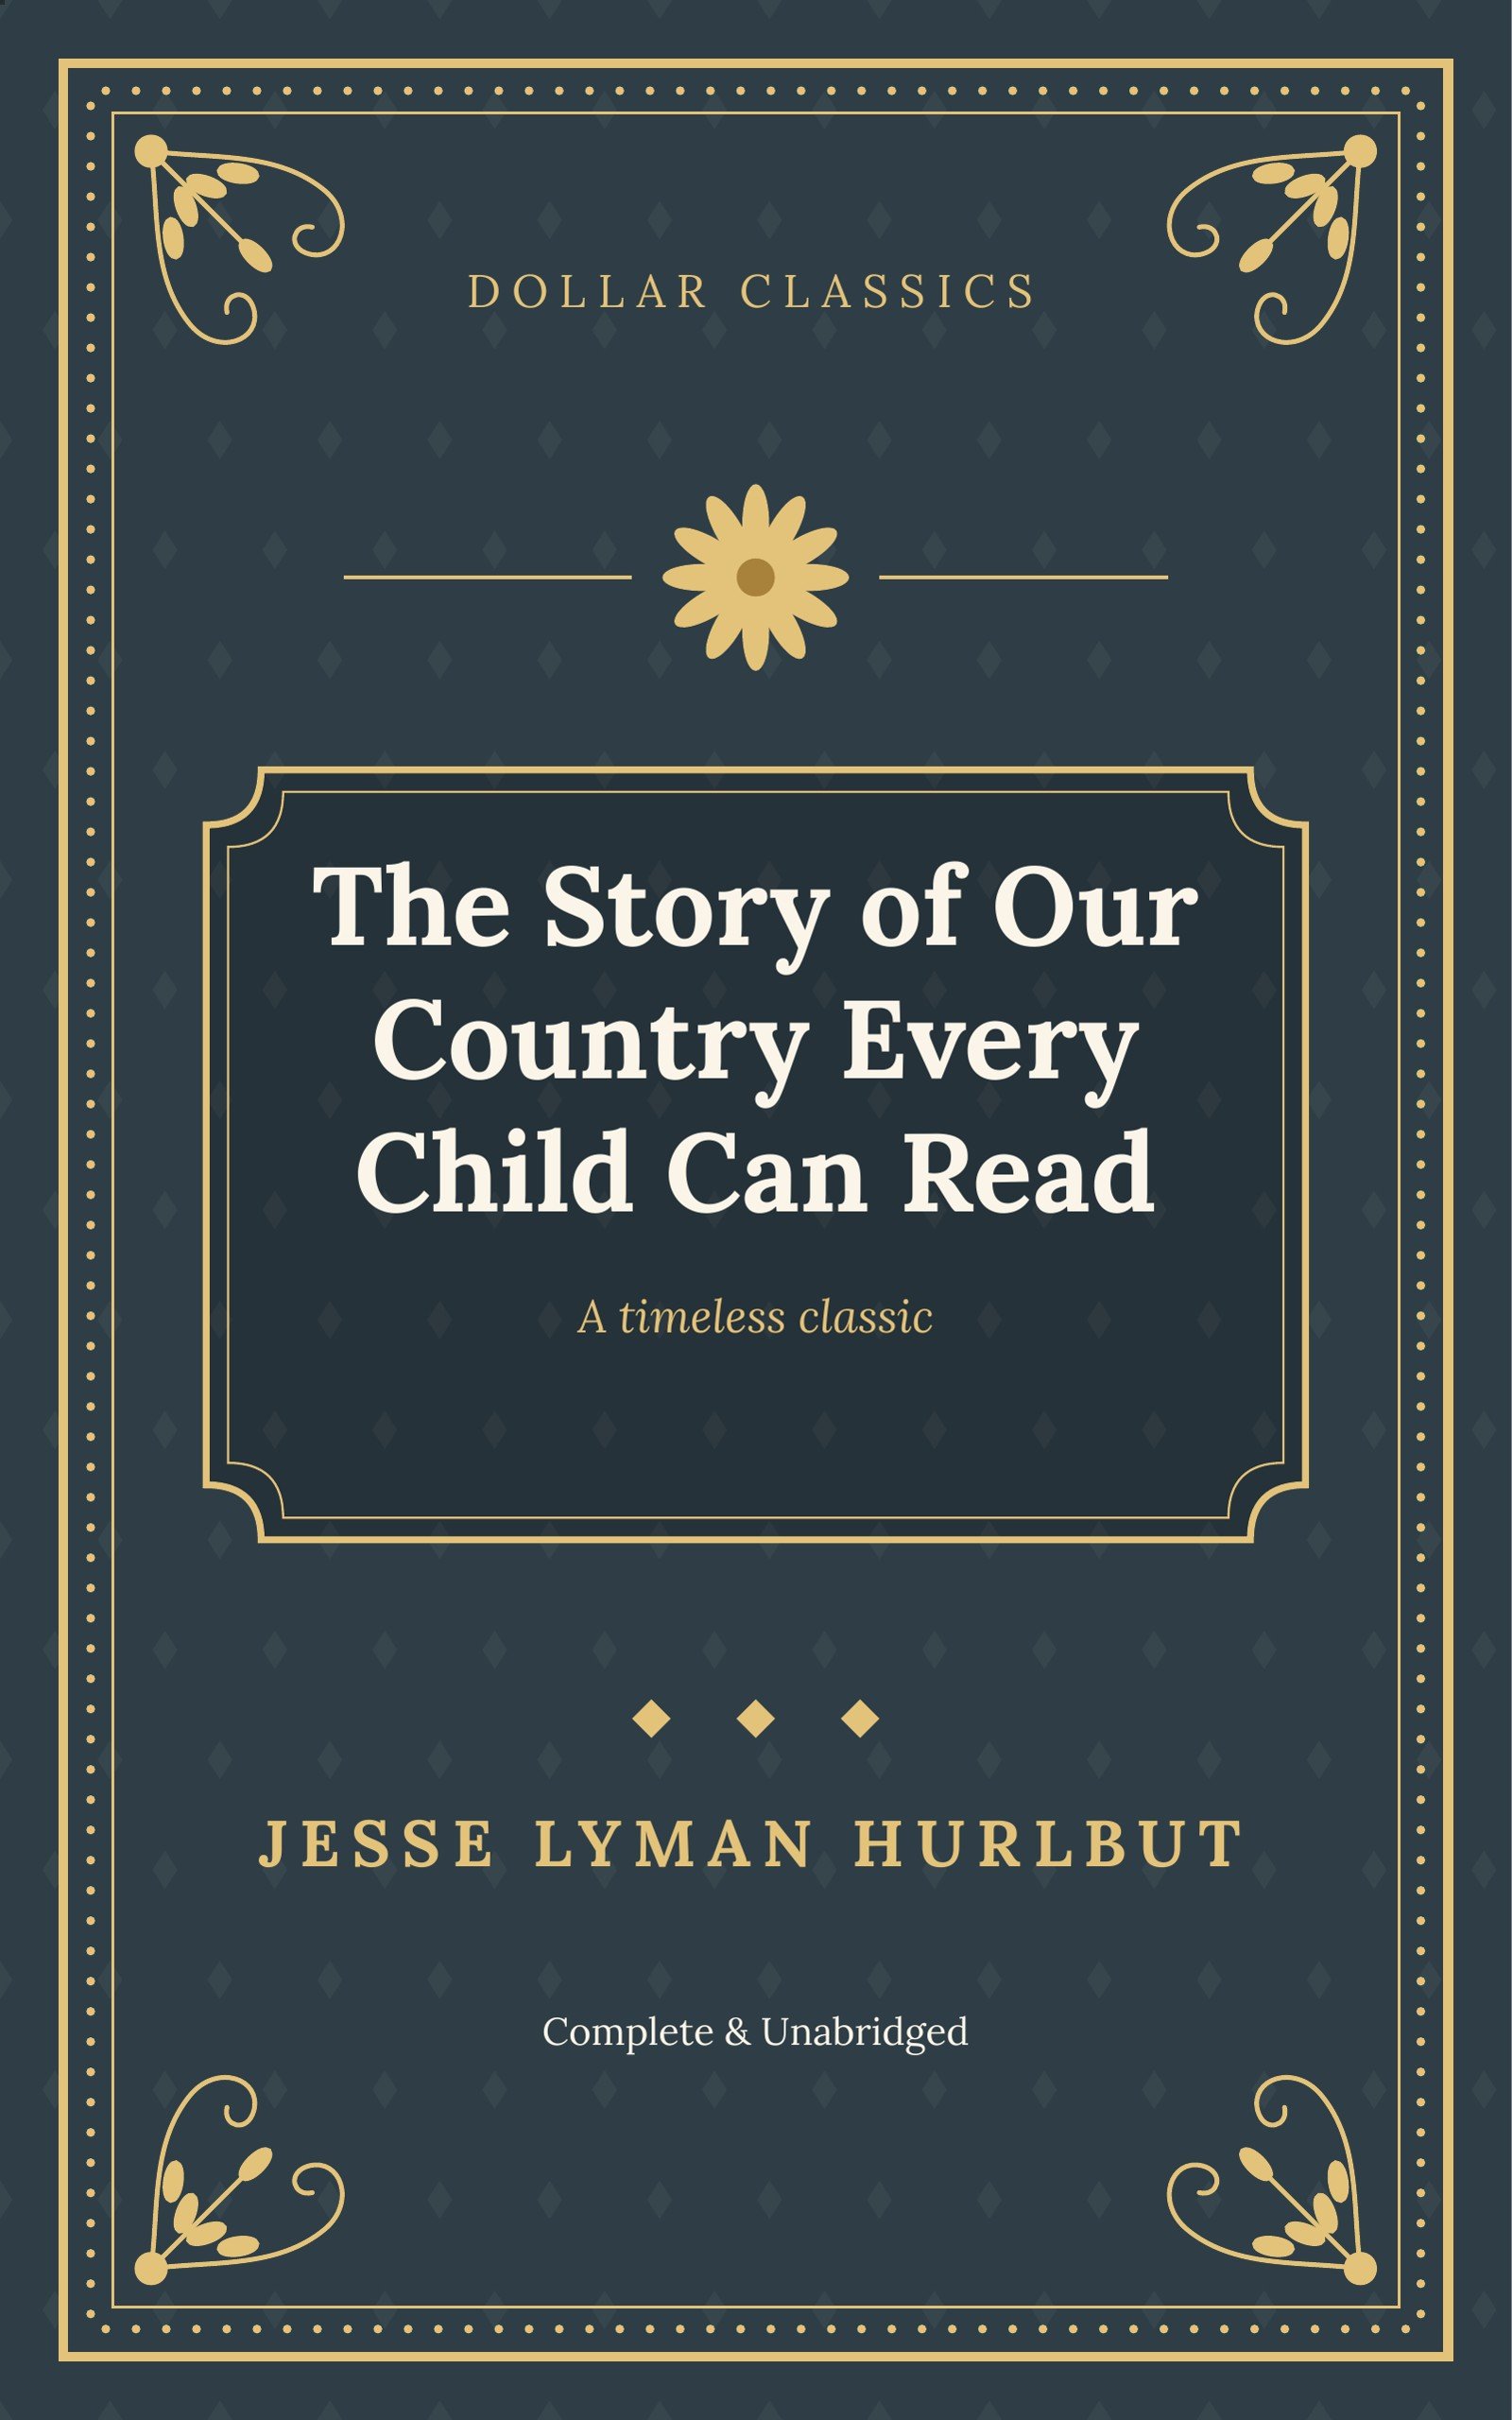 DOLLAR CLASSICS
The Story of Our
Country Every
Child Can Read
A timeless classic
JESSE LYMAN HURLBUT
Complete & Unabridged